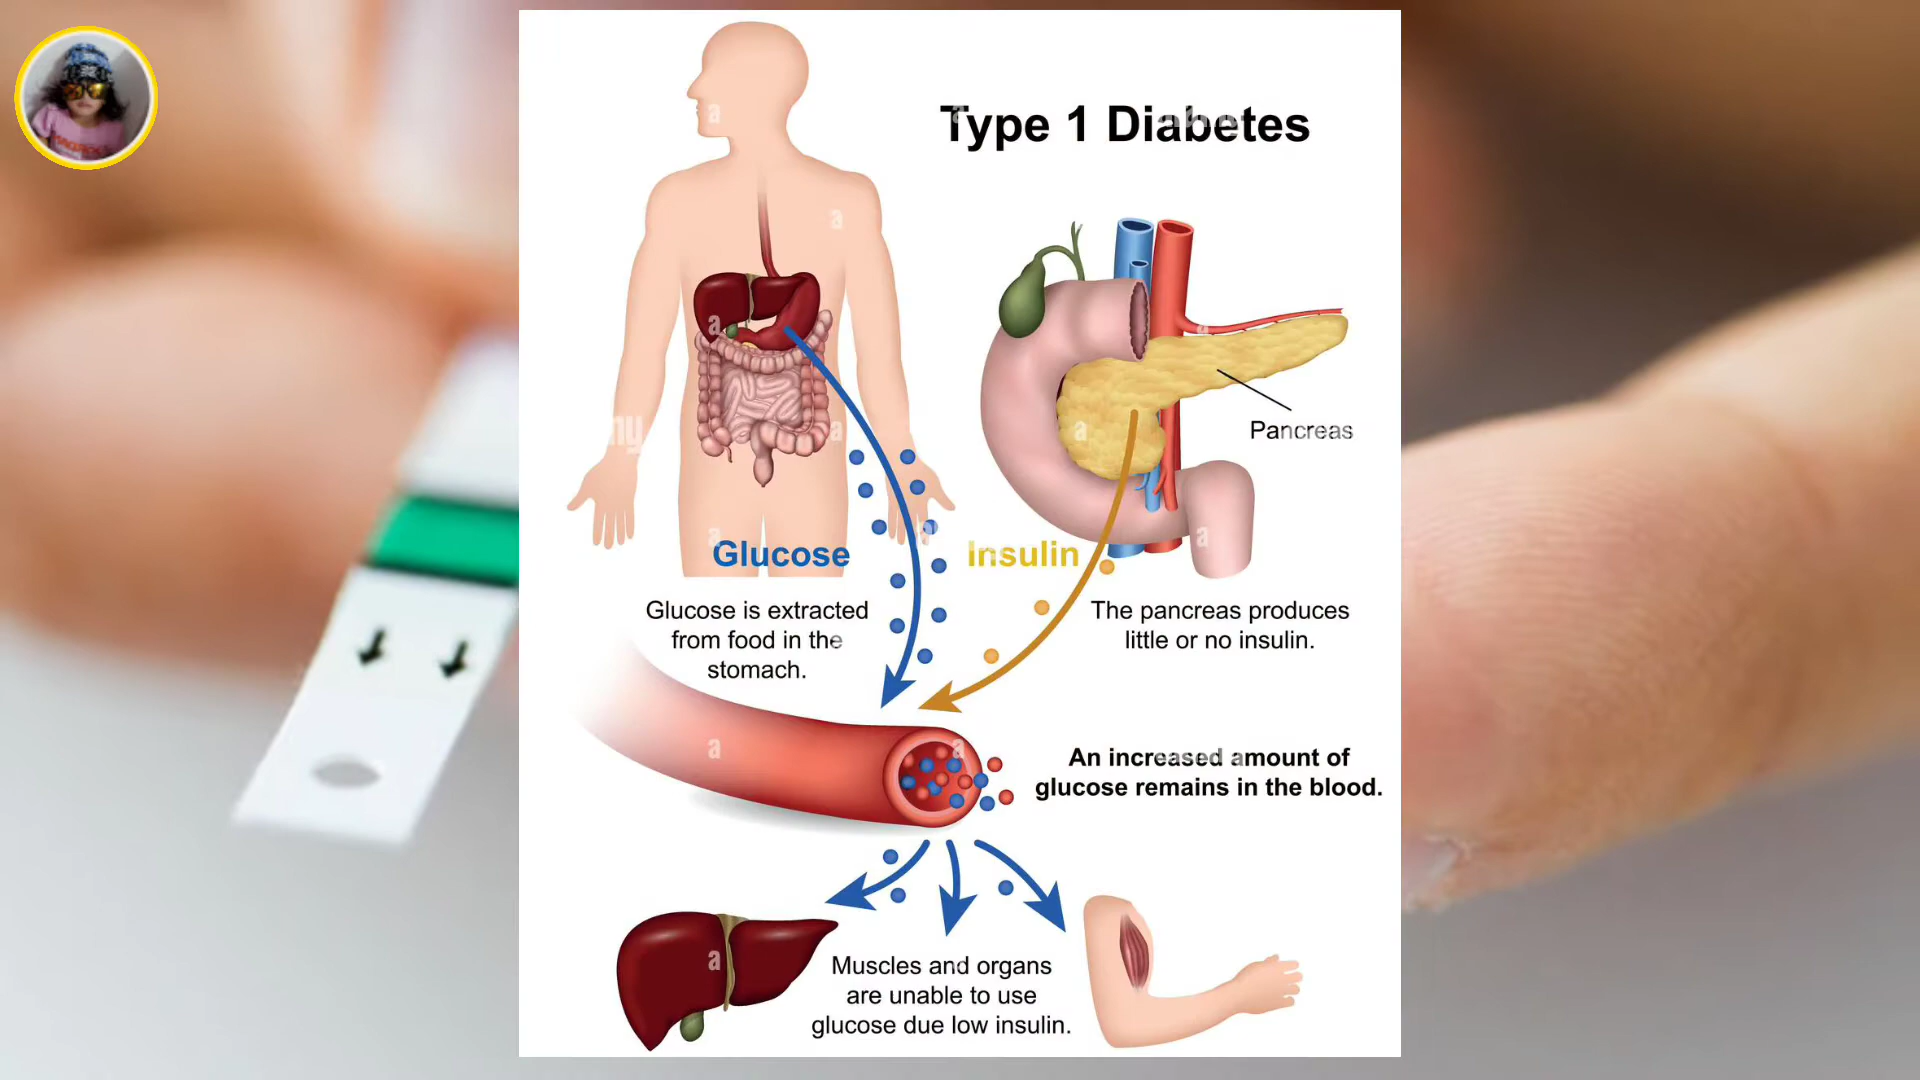 Type 1 Diabetes
Pancreas
Glucose
Insulin
Glucose is extracted
from food in the
stomach.
The pancreas produces
little or no insulin.
An increased amount of
glucose remains in the blood.
Muscles and organs
are unable to use
glucose due low insulin.